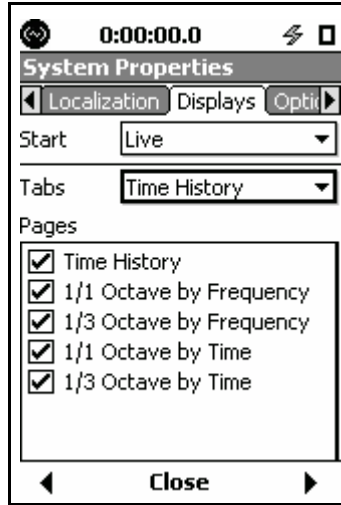 0:00:00.0
System Properties
Localization Displays Optic
Start Live
Tabs Time History
Pages
Time History
1/1 Octave by Frequency
1/3 Octave by Frequency
1/1 Octave by Time
1/3 Octave by Time
Close